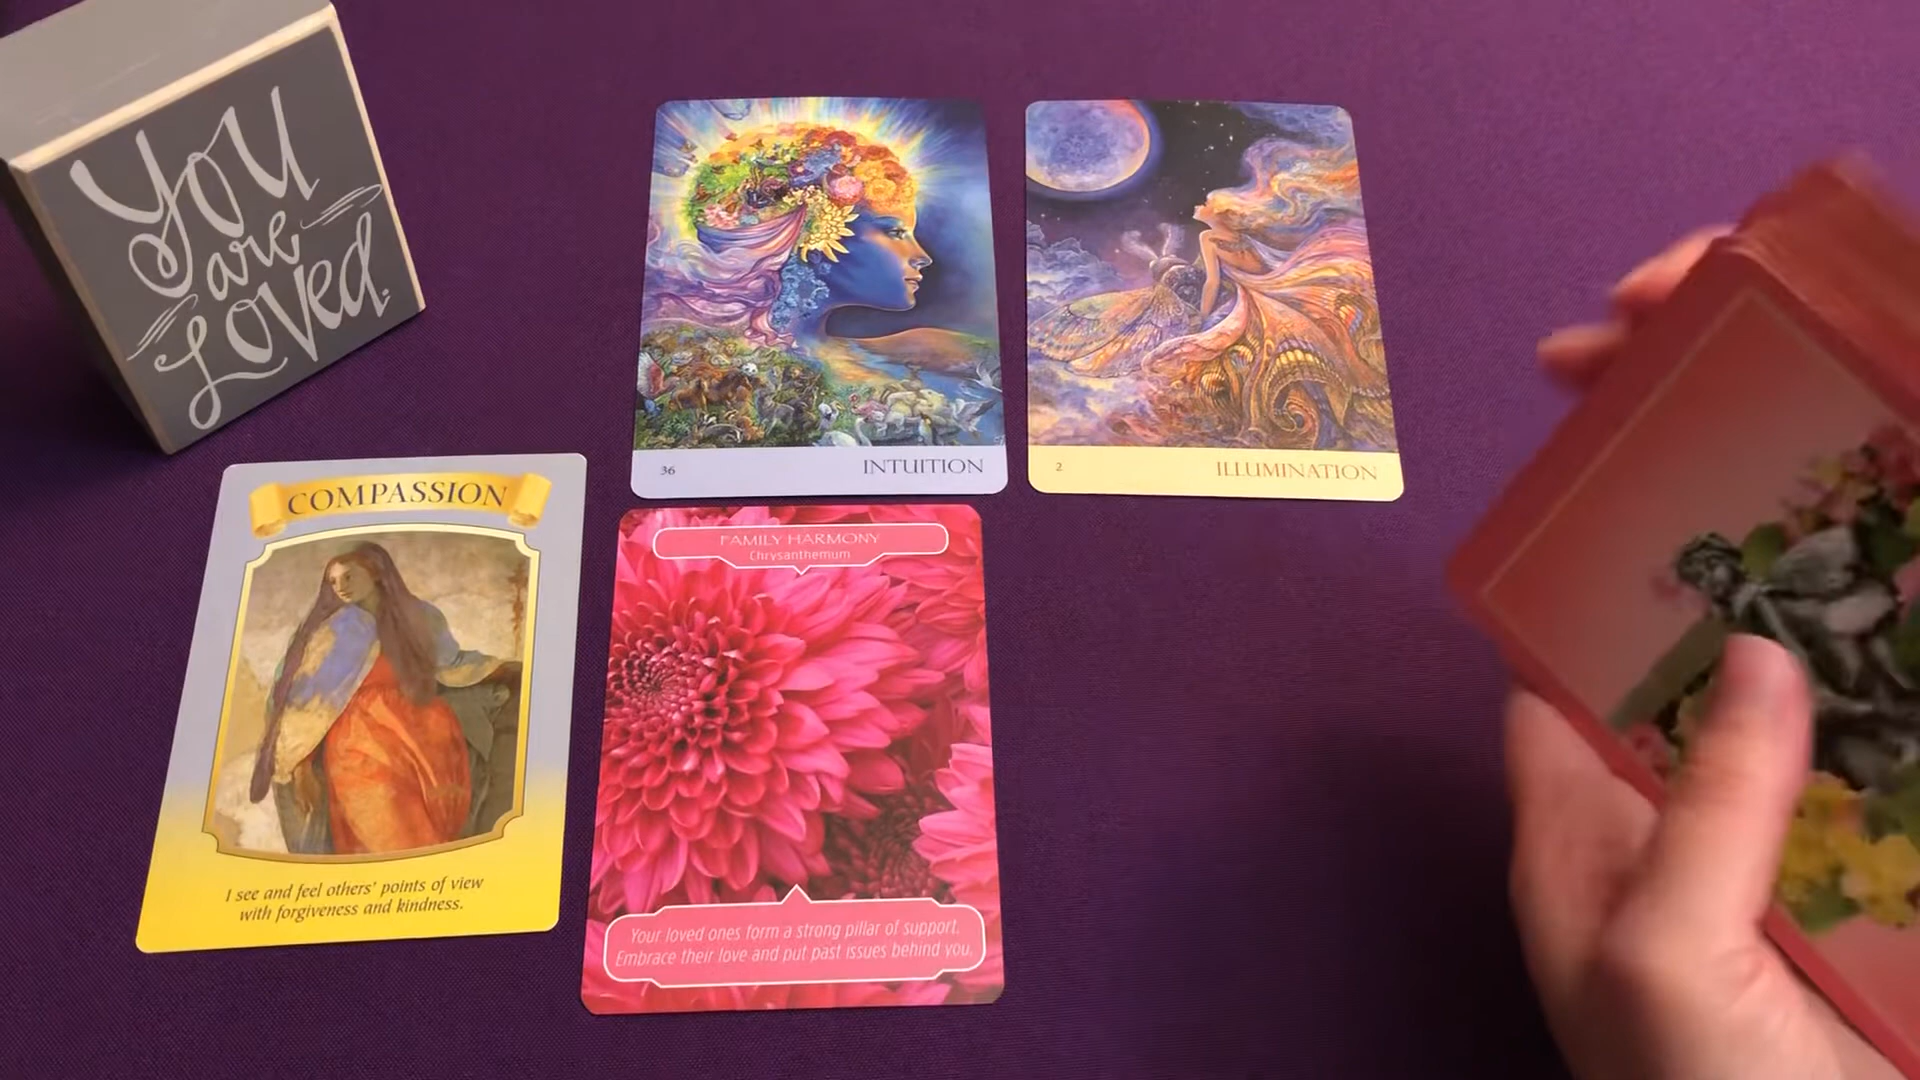 You
are
Loved.
36
INTUITION
2
ILLUMINATION
COMPASSION
I see and feel others' points of view
with forgiveness and kindness.
FAMILY HARMONY
Chrysanthemum
Your loved ones form a strong pillar of support.
Embrace their love and put past issues behind you.